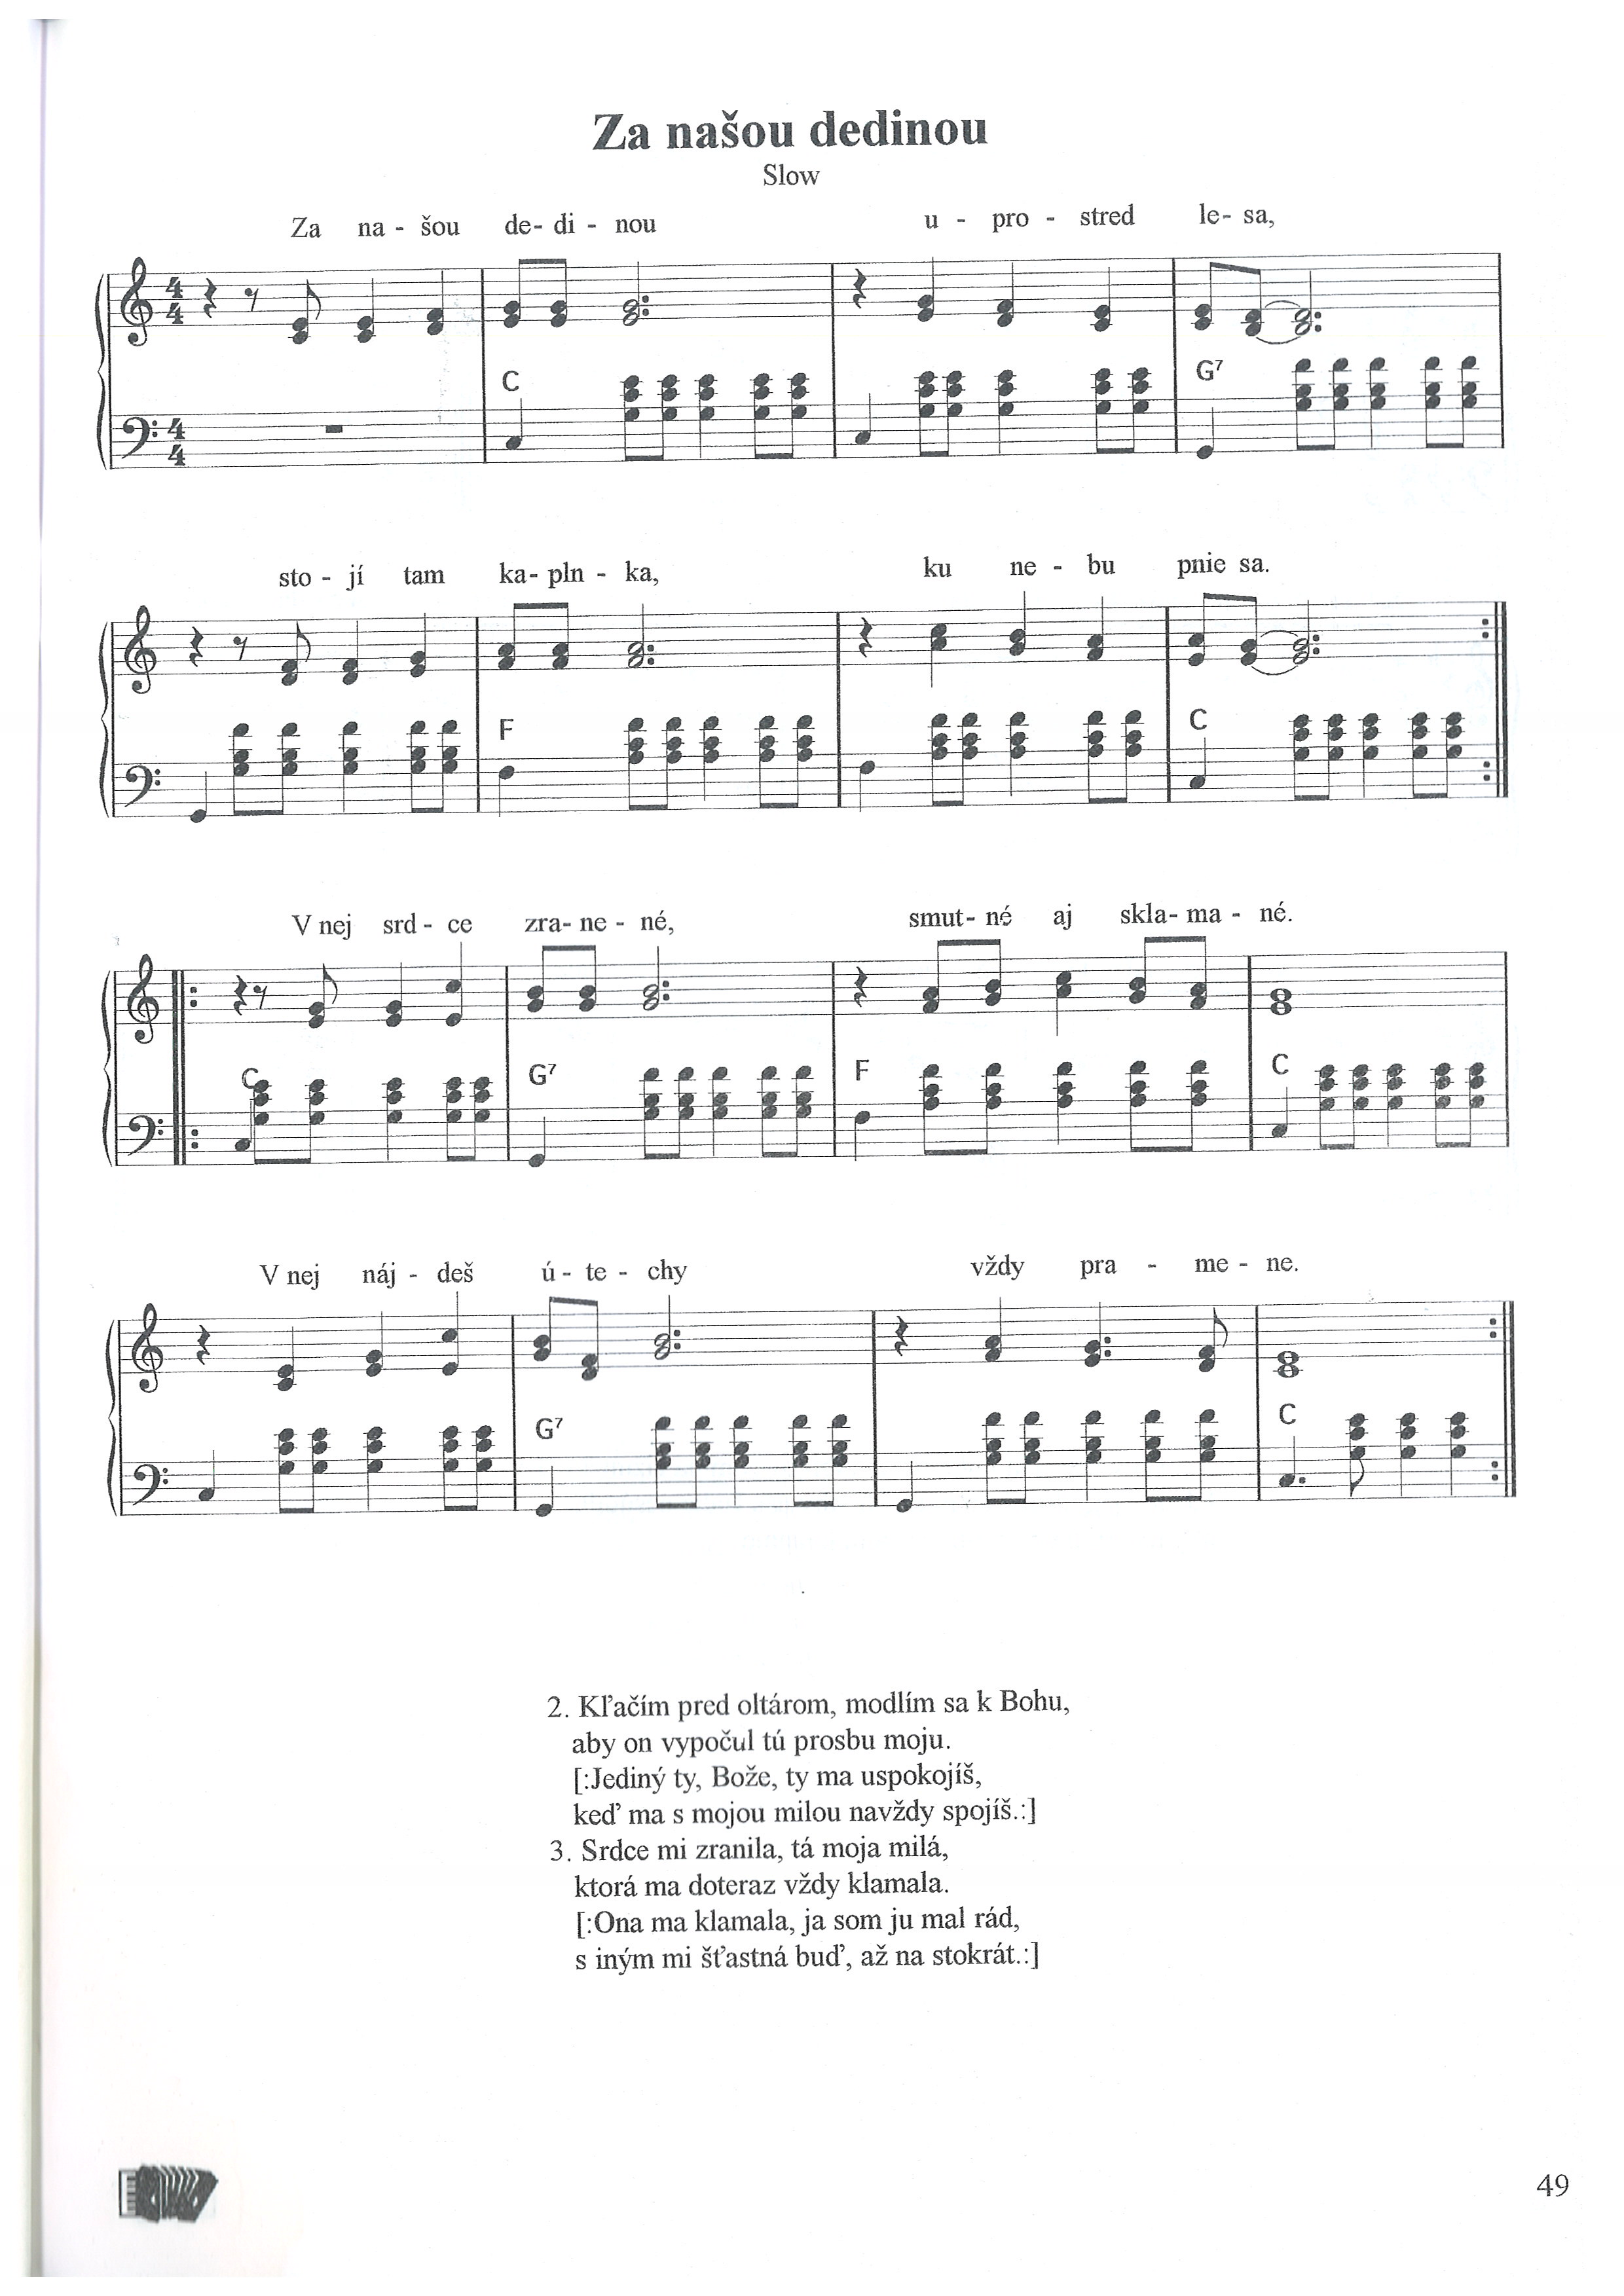 Za našou dedinou
Slow
Za na - šou de- di - nou u - pro - stred le- sa,
4 4
C G⁷
4 4
sto - jí tam ka- pln - ka, ku ne - bu pnie sa.
F C
V nej srd - ce zra- ne - né, smut- né aj skla- ma - né.
C G⁷ F C
V nej náj - deš ú - te - chy vždy pra - me - ne.
G⁷ C
2. Kľačím pred oltárom, modlím sa k Bohu,
aby on vypočul tú prosbu moju.
[:Jediný ty, Bože, ty ma uspokojíš,
keď ma s mojou milou navždy spojíš.:]
3. Srdce mi zranila, tá moja milá,
ktorá ma doteraz vždy klamala.
[:Ona ma klamala, ja som ju mal rád,
s iným mi šťastná buď, až na stokrát.:]
49